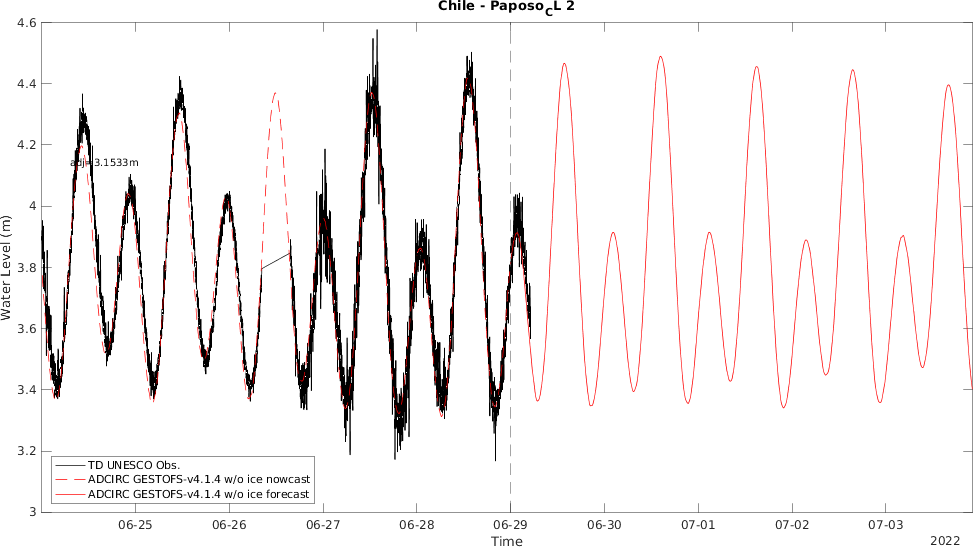 Chile - Paposo_CL 2
4.6
4.4
4.2
4
3.8
3.6
3.4
3.2
3
Water Level (m)
adj=3.1533m
TD UNESCO Obs.
ADCIRC GESTOFS-v4.1.4 w/o ice nowcast
ADCIRC GESTOFS-v4.1.4 w/o ice forecast
06-25 06-26 06-27 06-28 06-29 06-30 07-01 07-02 07-03
Time
2022